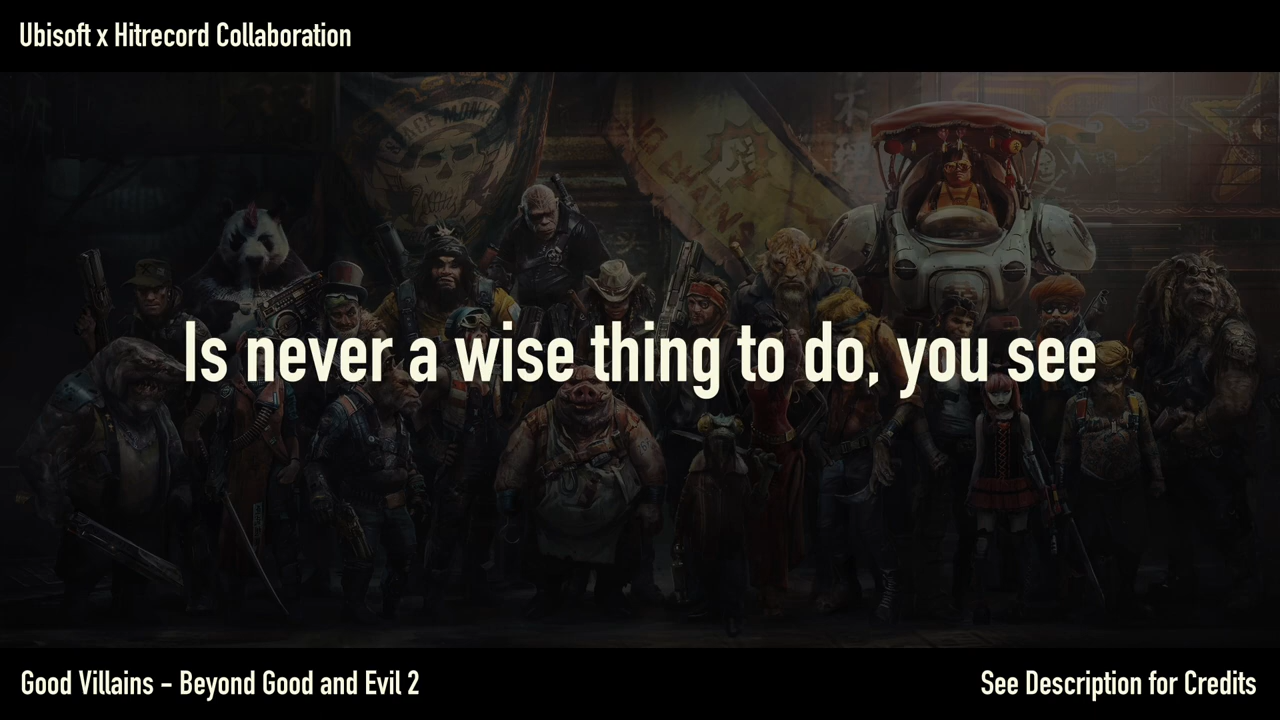 Ubisoft x Hitrecord Collaboration
Is never a wise thing to do, you see
Good Villains - Beyond Good and Evil 2
See Description for Credits